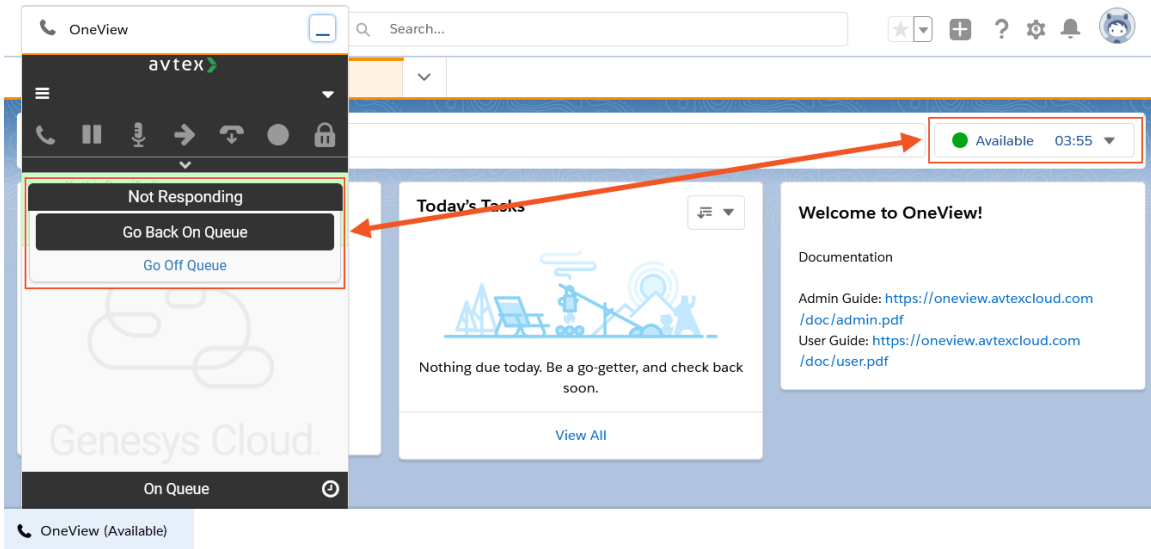 OneView
Search...
avtex
Available 03:55
Not Responding
Go Back On Queue
Go Off Queue
Genesys Cloud.
On Queue
OneView (Available)
Today's Tasks
Nothing due today. Be a go-getter, and check back
soon.
View All
Welcome to OneView!
Documentation
Admin Guide: https://oneview.avtexcloud.com
/doc/admin.pdf
User Guide: https://oneview.avtexcloud.com
/doc/user.pdf